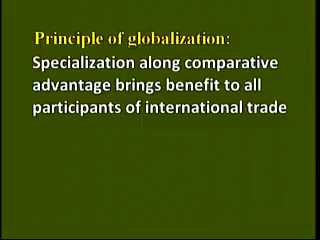 Principle of globalization:
Specialization along comparative
advantage brings benefit to all
participants of international trade